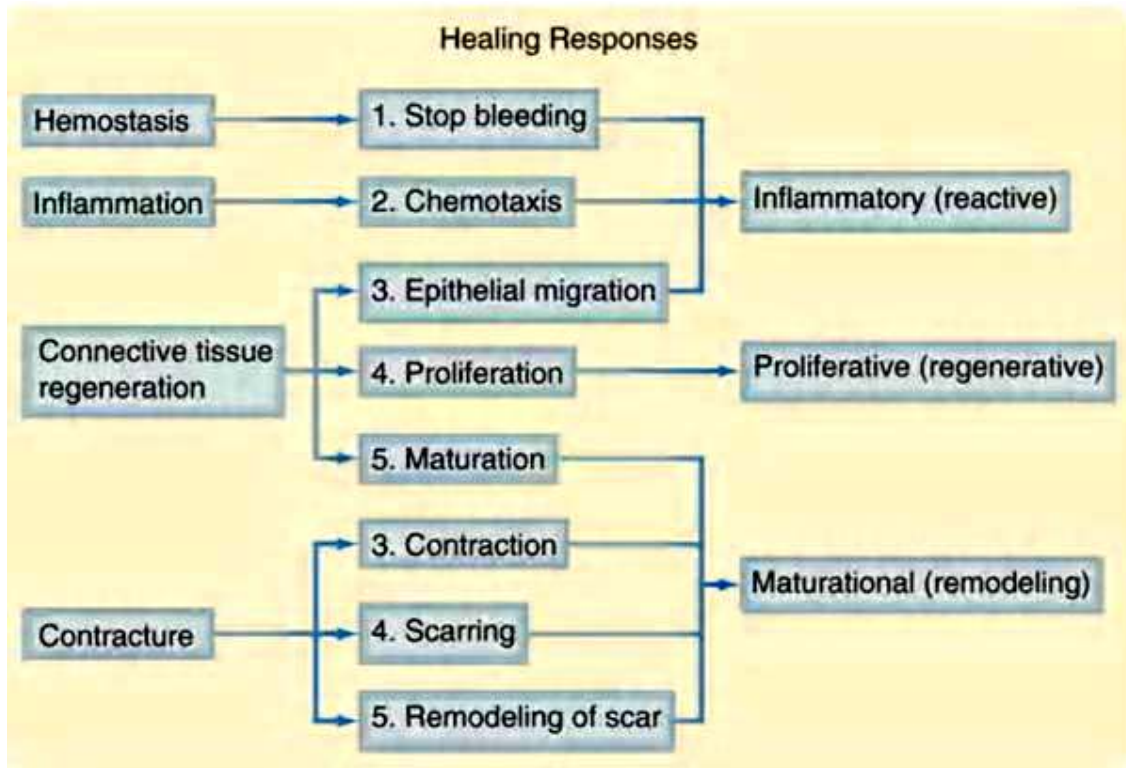 Healing Responses
Hemostasis
1. Stop bleeding
Inflammation
2. Chemotaxis
Inflammatory (reactive)
3. Epithelial migration
Connective tissue
regeneration
4. Proliferation
Proliferative (regenerative)
5. Maturation
3. Contraction
Maturational (remodeling)
Contracture
4. Scarring
5. Remodeling of scar